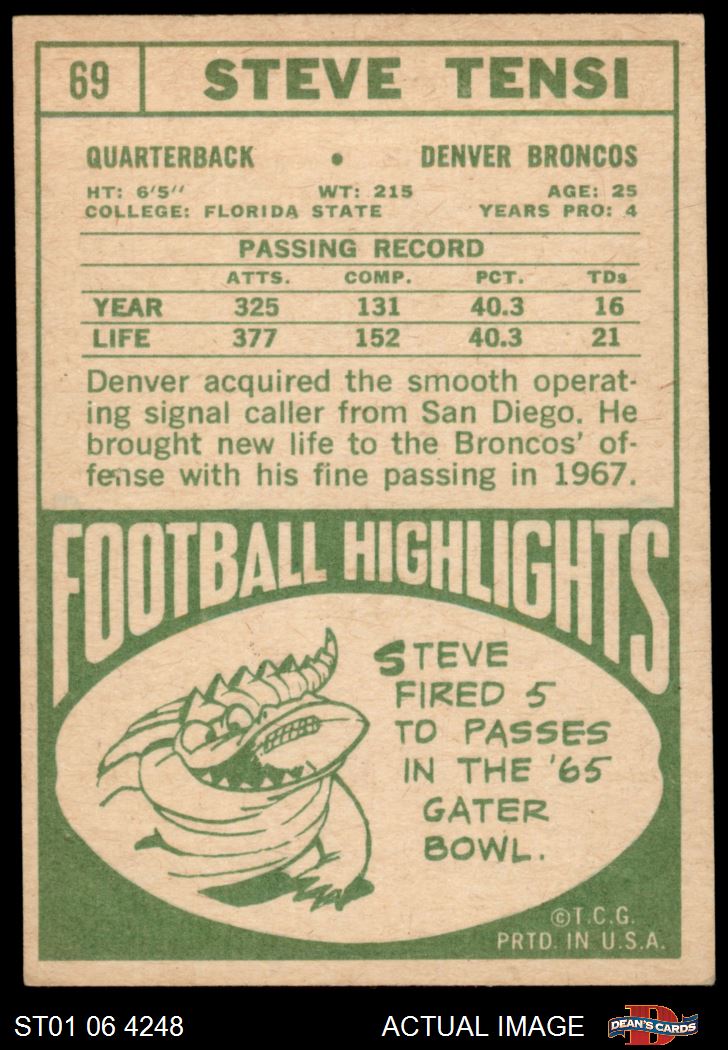 69 STEVE TENSI
QUARTERBACK • DENVER BRONCOS
HT: 6'5" WT: 215 AGE: 25
COLLEGE: FLORIDA STATE YEARS PRO: 4
PASSING RECORD
ATTS. COMP. PCT. TDs
YEAR 325 131 40.3 16
LIFE 377 152 40.3 21
Denver acquired the smooth operat-
ing signal caller from San Diego. He
brought new life to the Broncos' of-
fense with his fine passing in 1967.
FOOTBALL HIGHLIGHTS
STEVE
FIRED 5
TD PASSES
IN THE '65
GATER
BOWL.
©T.C.G.
PRTD. IN U.S.A.
ST01 06 4248 ACTUAL IMAGE D DEAN'S CARDS